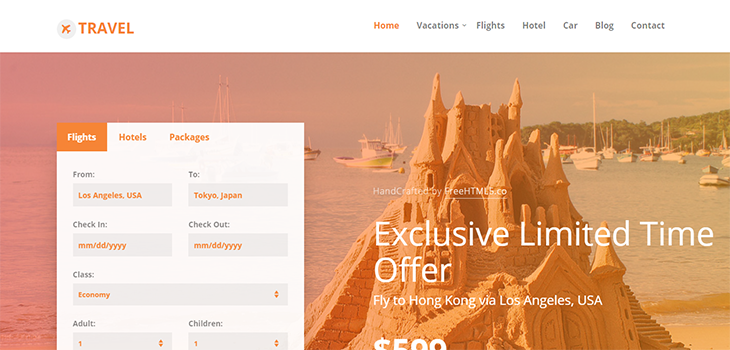 TRAVEL
Home Vacations Flights Hotel Car Blog Contact
Flights Hotels Packages
From: To:
Los Angeles, USA Tokyo, Japan
Check In: Check Out:
mm/dd/yyyy mm/dd/yyyy
Class:
Economy
Adult: Children:
1 1
HandCrafted by FreeHTML5.co
Exclusive Limited Time
Offer
Fly to Hong Kong via Los Angeles, USA
$599